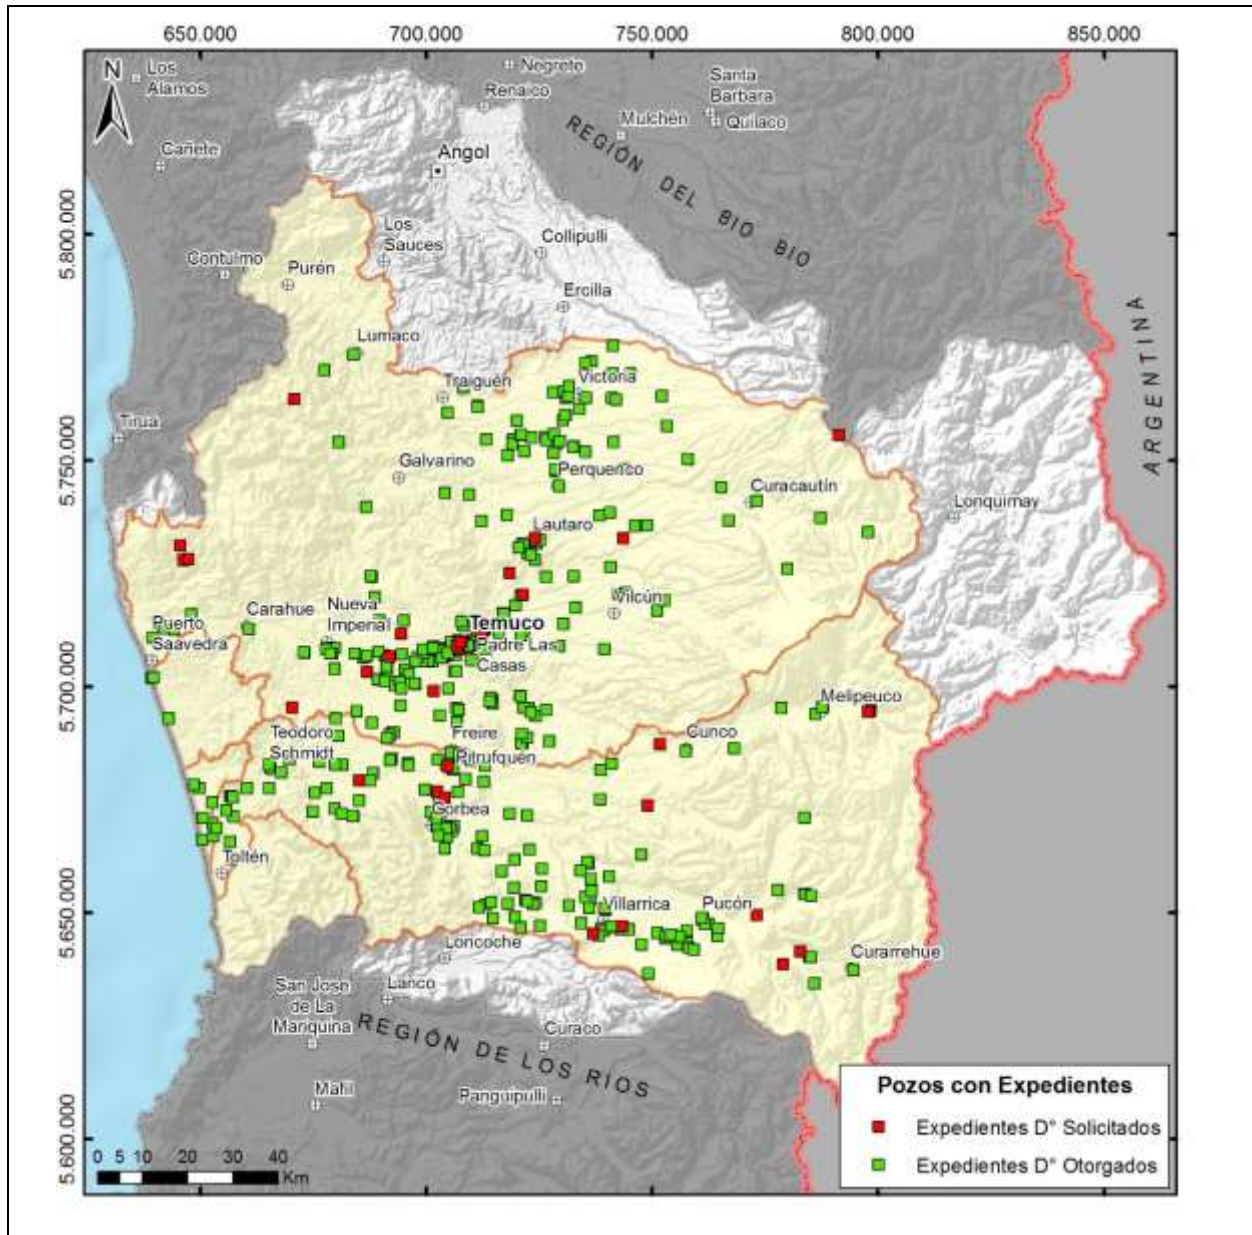 650.000
700.000
750.000
800.000
850.000
N
Los
Alamos
Negrete
Renaico
Santa
Barbara
Quilaco
Mulchén
Cañete
Angol
REGIÓN DEL BIO BIO
5.800.000
Los
Sauces
Collipulli
Contulmo
Purén
Ercilla
ARGENTINA
Lumaco
Traiguén
Victoria
Tirua
5.750.000
Galvarino
Perquenco
Curacautín
Lonquimay
Lautaro
Carahue
Nueva
Imperial
Vilcún
Puerto
Saavedra
Temuco
Padre Las
Casas
5.700.000
Melipeuco
Teodoro
Schmidt
Freire
Cunco
Pitrufquén
Gorbea
Toltén
5.650.000
Villarrica
Pucón
Loncoche
Curarrehue
San Jose
de La
Mariquina
Lanco
REGIÓN DE LOS RIOS
Curaco
Mafil
Panguipulli
5.600.000
0 5 10 20 30 40
Km
Pozos con Expedientes
Expedientes D° Solicitados
Expedientes D° Otorgados